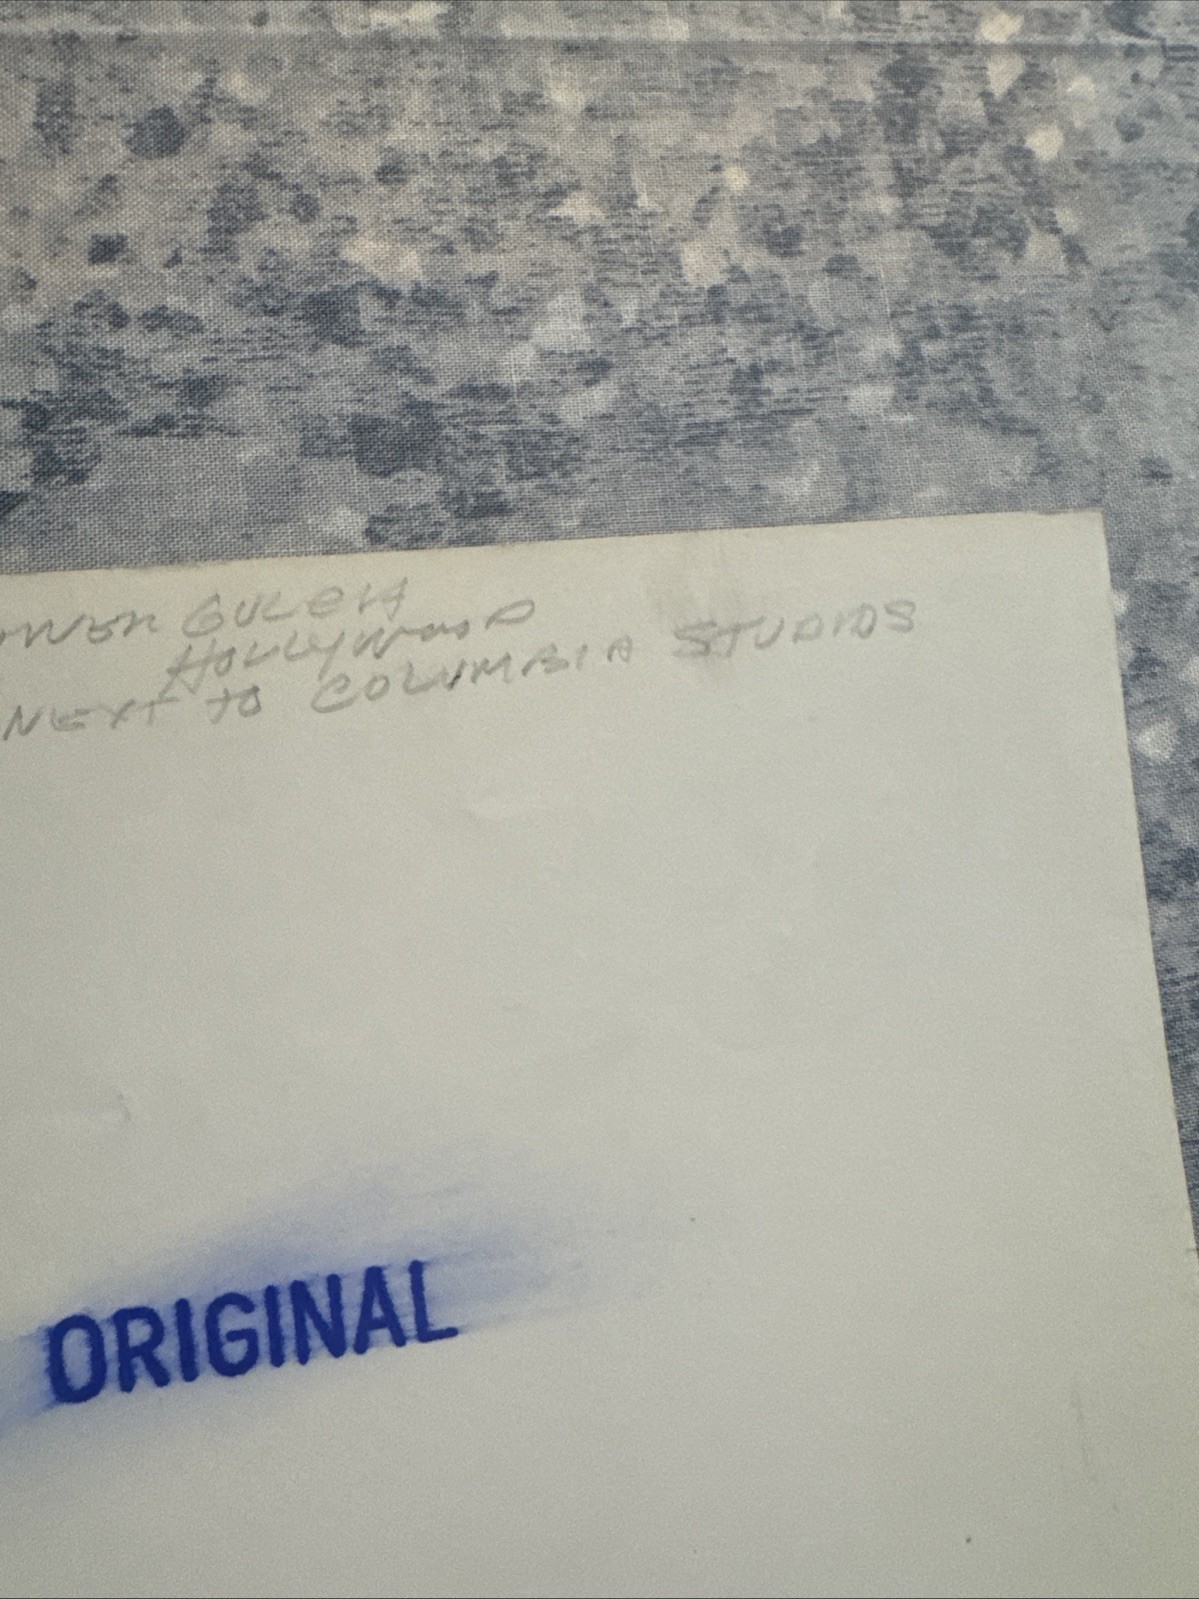 GULCH
HOLLYWOOD
NEXT TO COLUMBIA STUDIOS
ORIGINAL